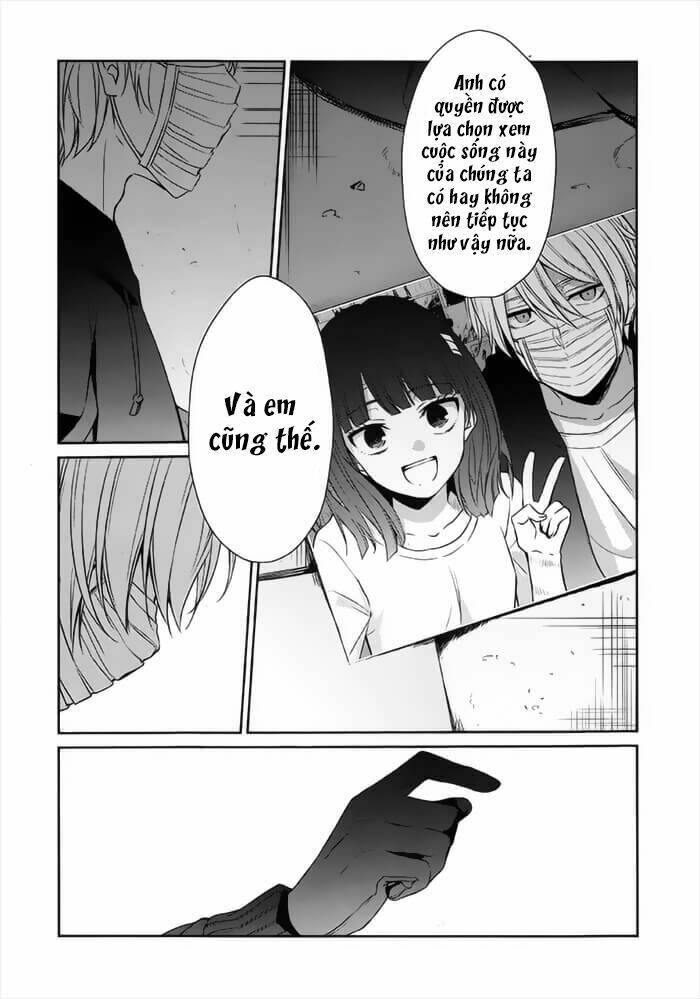 Anh có
quyền được
lựa chọn xem
cuộc sống này
của chúng ta
có hay không
nên tiếp tục
như vậy nữa.
Và em
cũng thế.